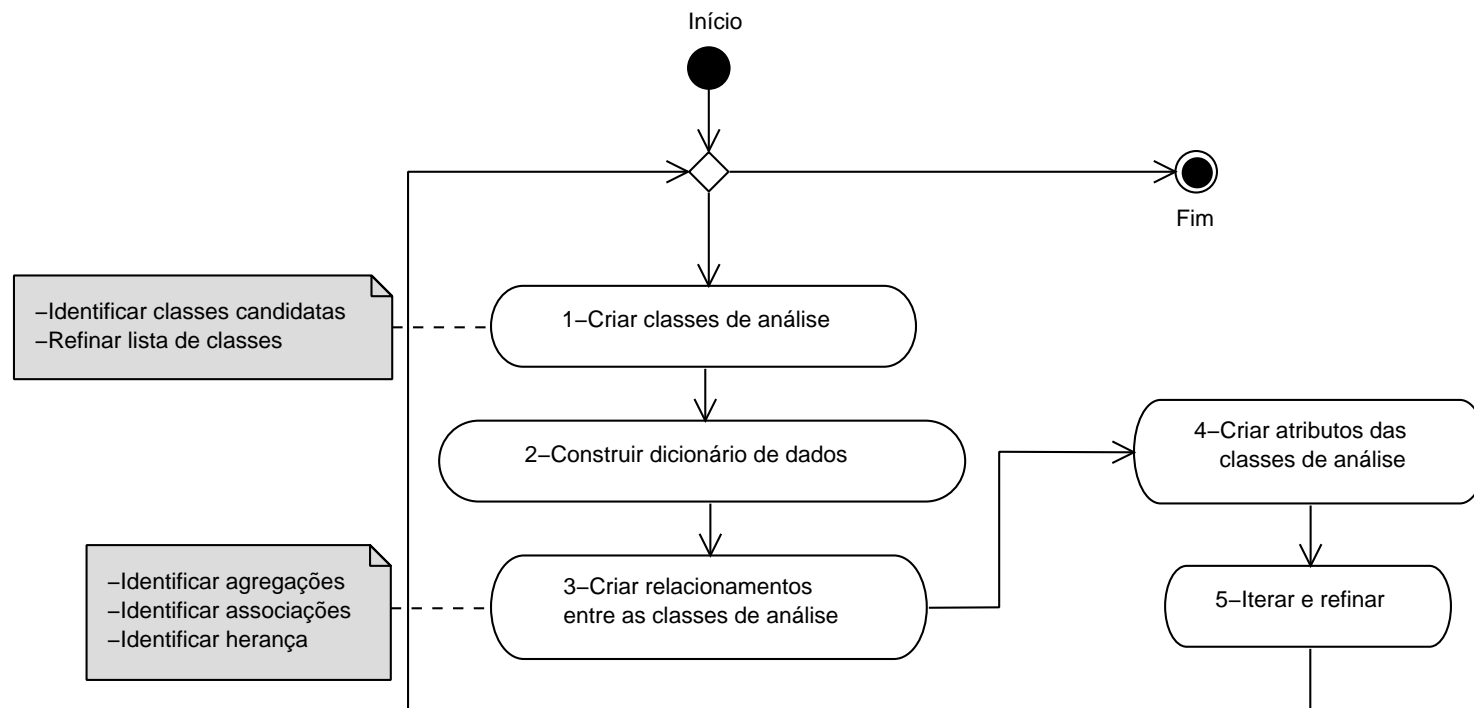 Início
Fim
–Identificar classes candidatas
–Refinar lista de classes
1–Criar classes de análise
2–Construir dicionário de dados
4–Criar atributos das
classes de análise
–Identificar agregações
–Identificar associações
–Identificar herança
3–Criar relacionamentos
entre as classes de análise
5–Iterar e refinar